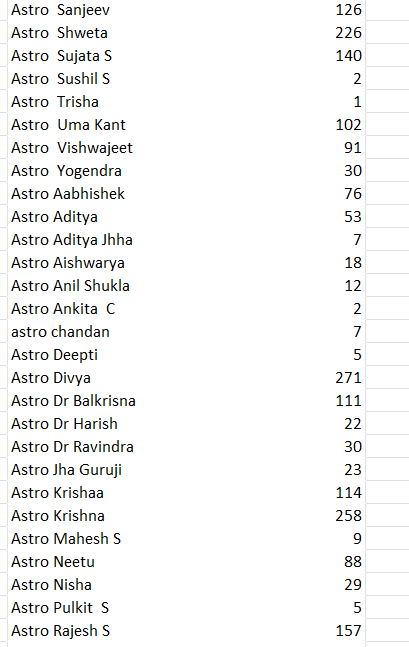 Astro  Sanjeev 126
Astro  Shweta 226
Astro  Sujata S 140
Astro  Sushil S 2
Astro  Trisha 1
Astro  Uma Kant 102
Astro  Vishwajeet 91
Astro  Yogendra 30
Astro Aabhishek 76
Astro Aditya 53
Astro Aditya Jhha 7
Astro Aishwarya 18
Astro Anil Shukla 12
Astro Ankita  C 2
astro chandan 7
Astro Deepti 5
Astro Divya 271
Astro Dr Balkrisna 111
Astro Dr Harish 22
Astro Dr Ravindra 30
Astro Jha Guruji 23
Astro Krishaa 114
Astro Krishna 258
Astro Mahesh S 9
Astro Neetu 88
Astro Nisha 29
Astro Pulkit  S 5
Astro Rajesh S 157